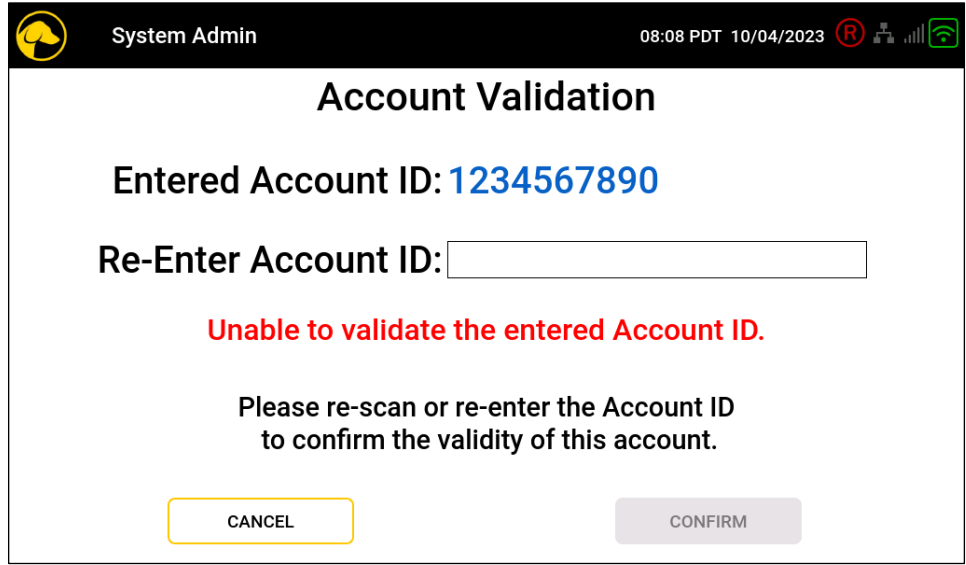 System Admin
08:08 PDT 10/04/2023 R
Account Validation
Entered Account ID: 1234567890
Re-Enter Account ID:
Unable to validate the entered Account ID.
Please re-scan or re-enter the Account ID
to confirm the validity of this account.
CANCEL
CONFIRM